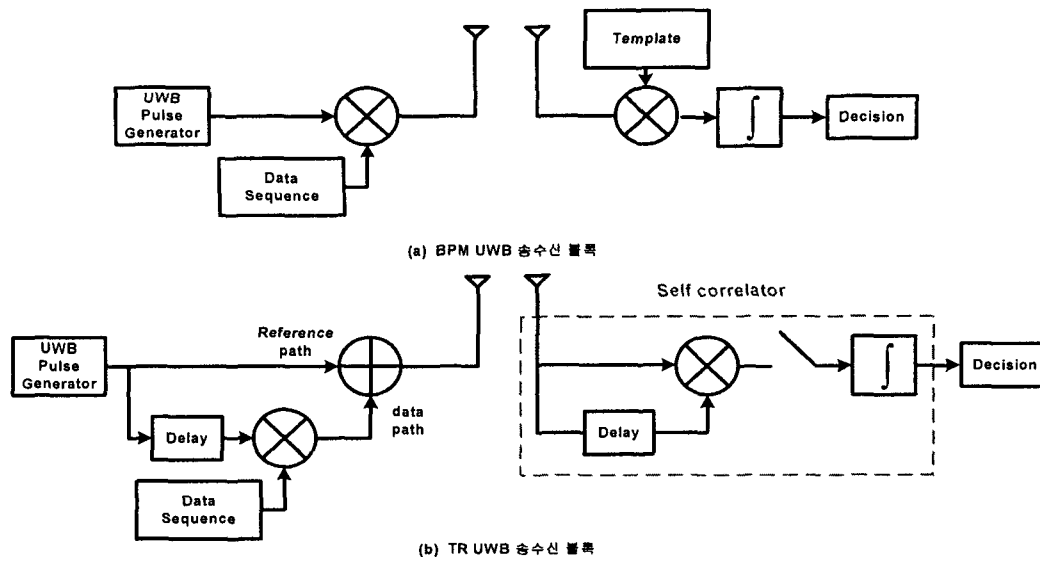 Template
UWB
Pulse
Generator
∫
Decision
Data
Sequence
(a) BPM UWB 송수신 블록
Self correlator
Reference
path
UWB
Pulse
Generator
∫
Decision
data
path
Delay
Delay
Data
Sequence
(b) TR UWB 송수신 블록